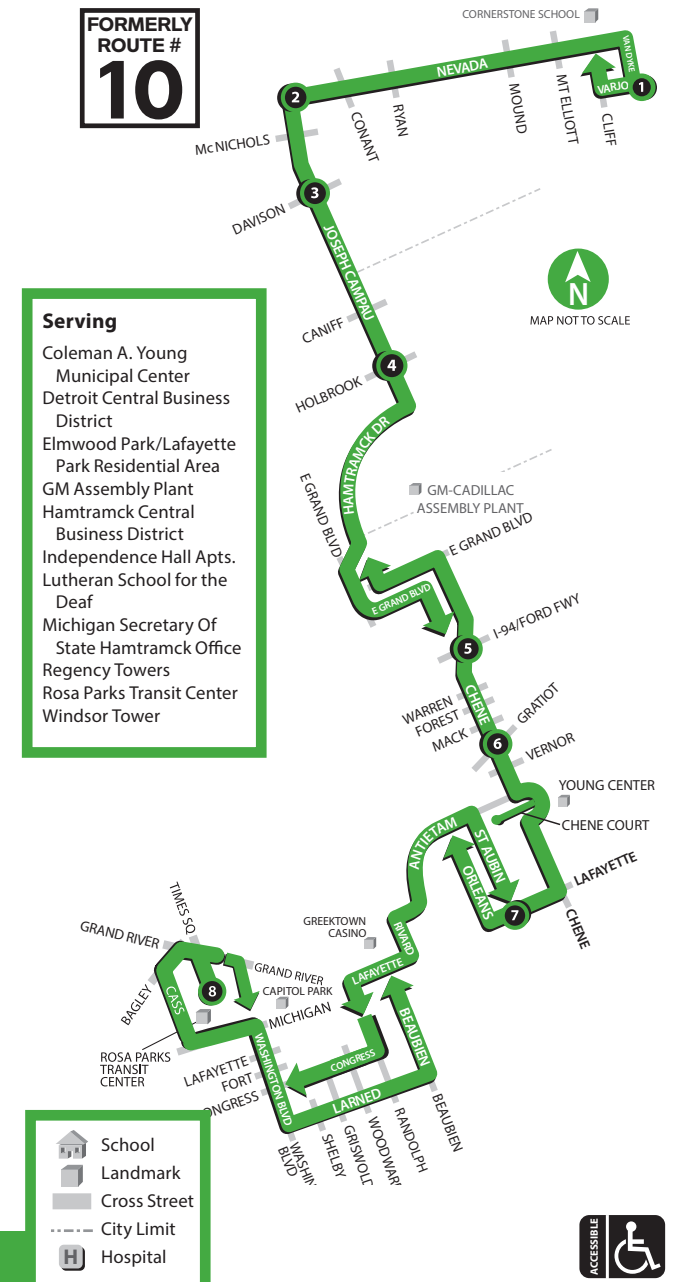 FORMERLY
ROUTE #
10
CORNERSTONE SCHOOL
VAN DYKE
NEVADA
VARJO
1
2
CONANT
RYAN
MOUND
MT ELLIOTT
CLIFF
McNICHOLS
3
DAVISON
JOSEPH CAMPAU
N
MAP NOT TO SCALE
CANIFF
4
HOLBROOK
HAMTRAMCK DR
Serving
Coleman A. Young
Municipal Center
Detroit Central Business
District
Elmwood Park/Lafayette
Park Residential Area
GM Assembly Plant
Hamtramck Central
Business District
Independence Hall Apts.
Lutheran School for the
Deaf
Michigan Secretary Of
State Hamtramck Office
Regency Towers
Rosa Parks Transit Center
Windsor Tower
E GRAND BLVD
GM-CADILLAC
ASSEMBLY PLANT
E GRAND BLVD
E GRAND BLVD
I-94/FORD FWY
5
CHENE
WARREN
FOREST
MACK
GRATIOT
6
VERNOR
YOUNG CENTER
CHENE COURT
ANTIETAM
ST AUBIN
ORLEANS
LAFAYETTE
7
CHENE
RIVARD
GREEKTOWN
CASINO
LAFAYETTE
TIMES SQ
GRAND RIVER
GRAND RIVER
BAGLEY
CASS
8
CAPITOL PARK
MICHIGAN
ROSA PARKS
TRANSIT
CENTER
LAFAYETTE
FORT
ONGRESS
WASHINGTON BLVD
CONGRESS
BEAUBIEN
LARNED
WASHIN
BLVD
SHELBY
GRISWOLD
WOODWAR
RANDOLPH
BEAUBIEN
School
Landmark
Cross Street
City Limit
H
Hospital
ACCESSIBLE